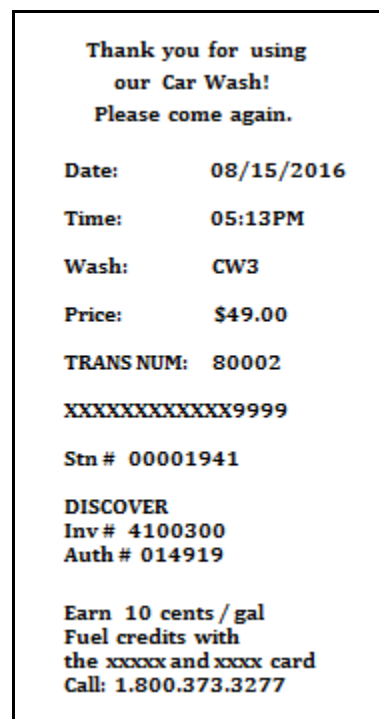 Thank you for using
our Car Wash!
Please come again.
Date: 08/15/2016
Time: 05:13PM
Wash: CW3
Price: $49.00
TRANS NUM: 80002
XXXXXXXXXXXX9999
Stn # 00001941
DISCOVER
Inv # 4100300
Auth # 014919
Earn 10 cents / gal
Fuel credits with
the xxxxx and xxxx card
Call: 1.800.373.3277